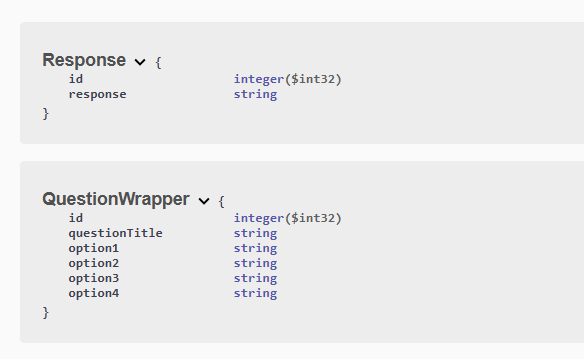 Response {
id integer($int32)
response string
}
QuestionWrapper {
id integer($int32)
questionTitle string
option1 string
option2 string
option3 string
option4 string
}